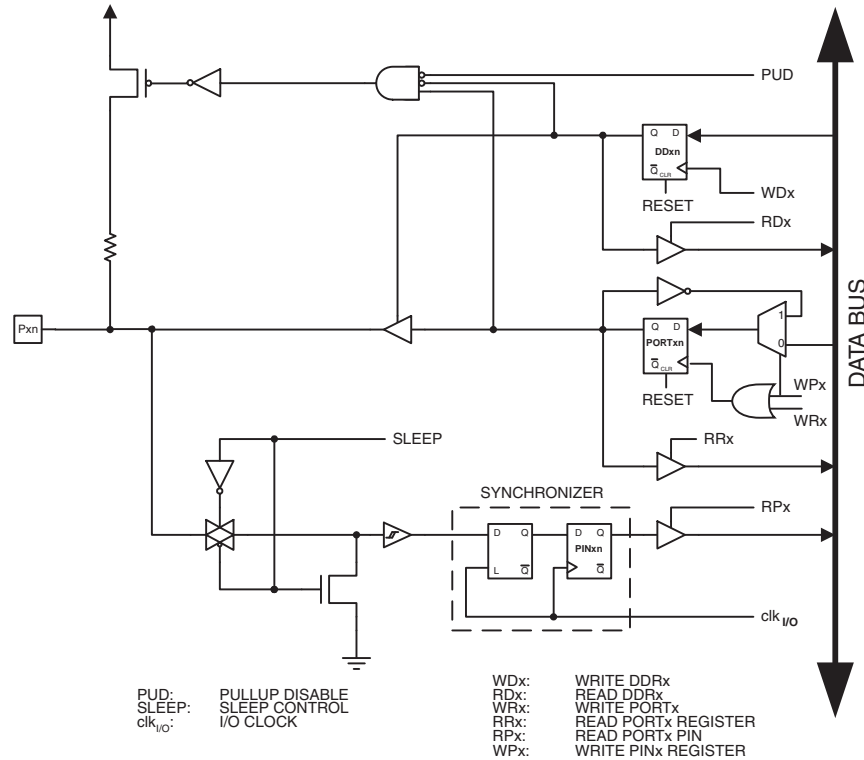 PUD
Q D
DDxn
Q CLR
WDx
RESET
RDx
1
Pxn
Q D
0
PORTxn
Q CLR
WPx
RESET
WRx
DATA BUS
SLEEP
RRx
SYNCHRONIZER
RPx
D Q D Q
PINxn
L Q Q
clk I/O
PUD: PULLUP DISABLE
SLEEP: SLEEP CONTROL
clk I/O: I/O CLOCK
WDx: WRITE DDRx
RDx: READ DDRx
WRx: WRITE PORTx
RRx: READ PORTx REGISTER
RPx: READ PORTx PIN
WPx: WRITE PINx REGISTER